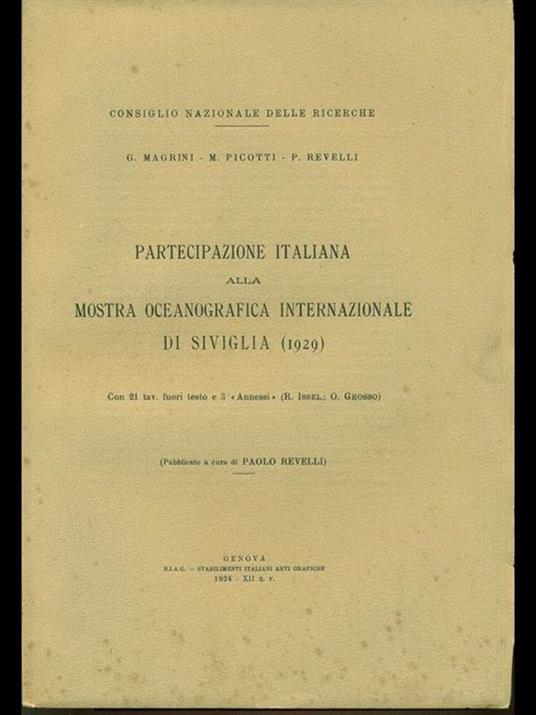 CONSIGLIO NAZIONALE DELLE RICERCHE
G. MAGRINI - M. PICOTTI - P. REVELLI
PARTECIPAZIONE ITALIANA
ALLA
MOSTRA OCEANOGRAFICA INTERNAZIONALE
DI SIVIGLIA (1929)
Con 21 tav. fuori testo e 3 «Annessi» (R. ISSEL; O. GROSSO)
(Pubblicato a cura di PAOLO REVELLI)
GENOVA
S.I.A.G. — STABILIMENTI ITALIANI ARTI GRAFICHE
1934 - XII E. F.